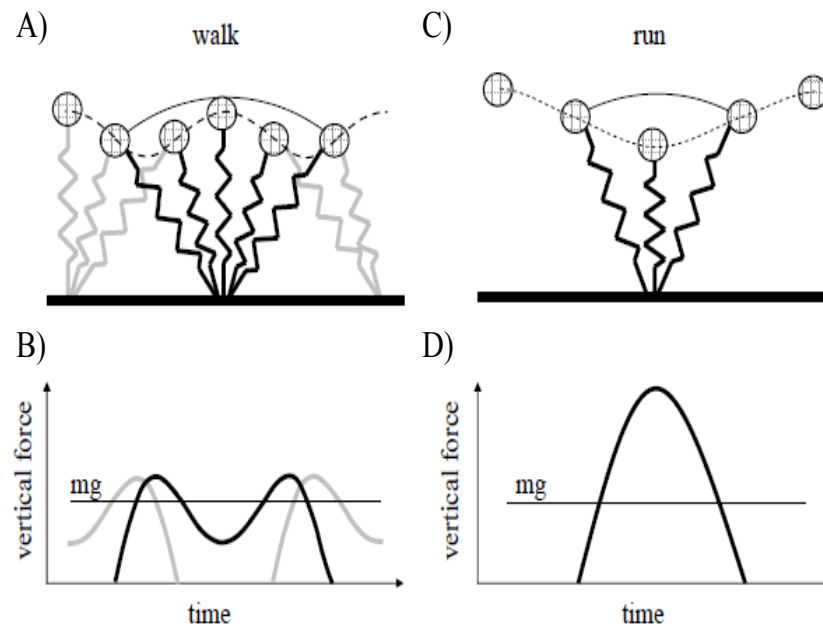 A)
walk
C)
run
B)
vertical force
mg
time
D)
vertical force
mg
time